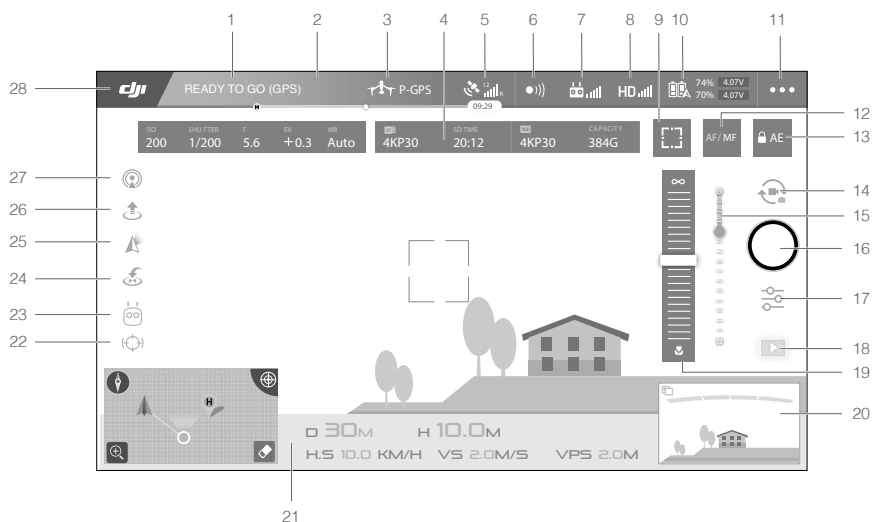 1 2 3 4 5 6 7 8 9 10 11
28 dji READY TO GO (GPS) P-GPS 12 R HD 74% 4.07V
70% 4.07V
H 09:29
12
ISO SHUTTER F EV WB SD TIME CAPACITY
200 1/200 5.6 +0.3 Auto 4KP30 20:12 4KP30 384G AF/MF AE 13
27 ∞
26 14
25 15
24 16
23 17
22 18
19
H
20
D 30M H 10.0M
H.S 10.0 KM/H VS 2.0M/S VPS 2.0M
21